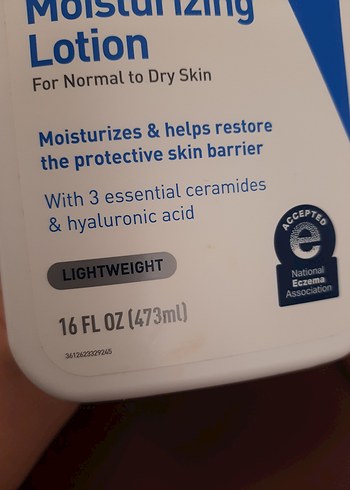 Moisturizing
Lotion
For Normal to Dry Skin
Moisturizes & helps restore
the protective skin barrier
With 3 essential ceramides
& hyaluronic acid
LIGHTWEIGHT
16 FL OZ (473ml)
3612623329245
ACCEPTED
e
National
Eczema
Association